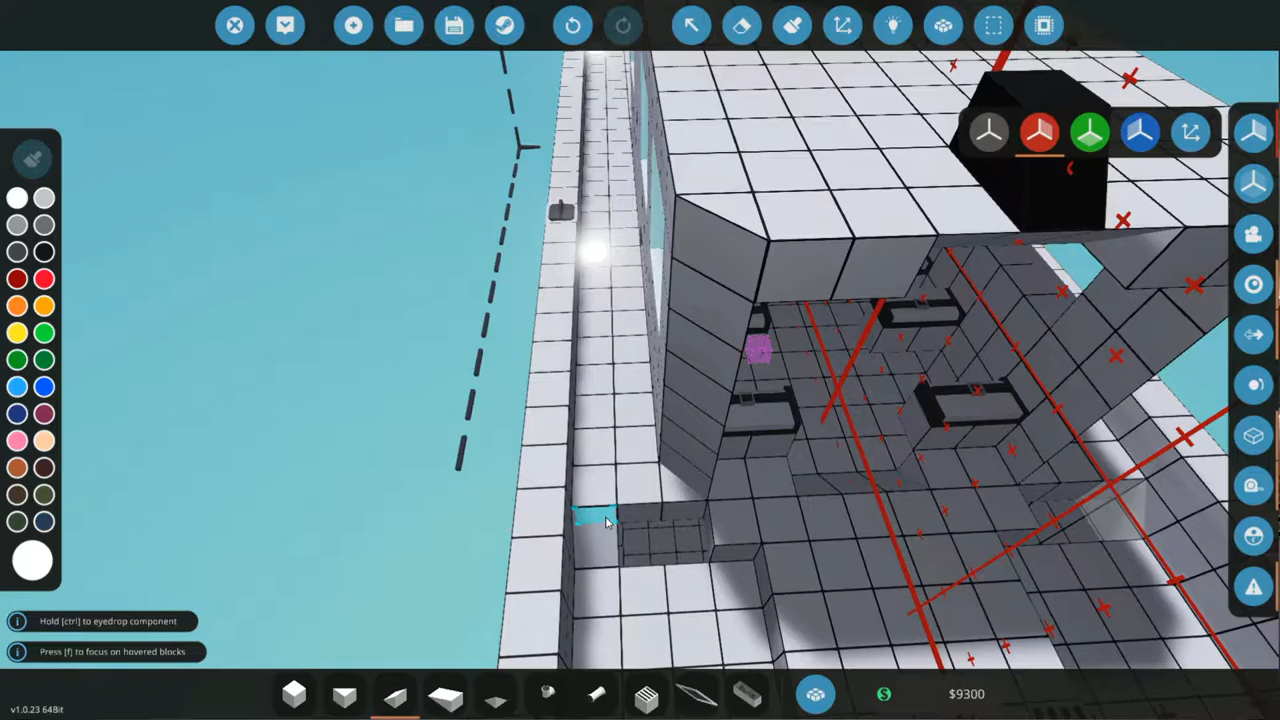 Hold [ctrl] to eyedrop component
Press [f] to focus on hovered blocks
v1.0.23 64Bit
$9300